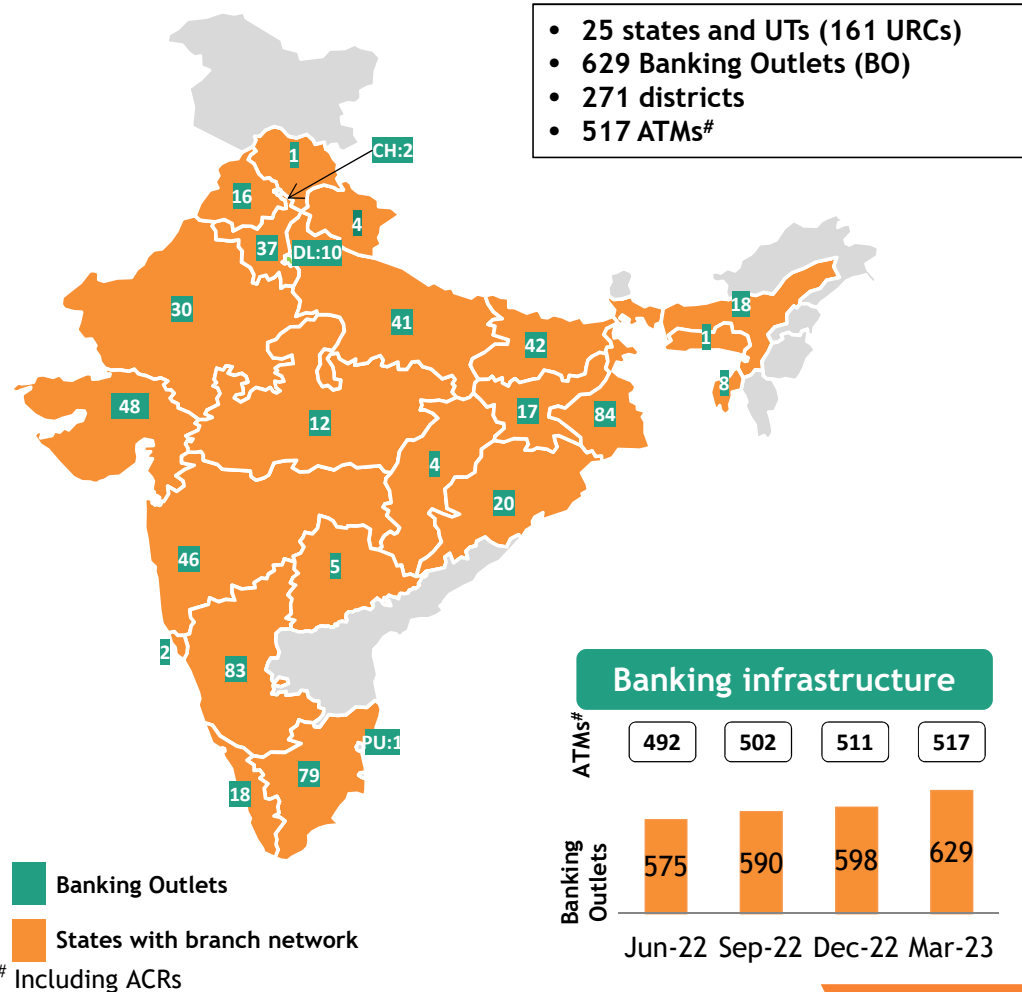 • 25 states and UTs (161 URCs)
• 629 Banking Outlets (BO)
• 271 districts
• 517 ATMs#
1
CH:2
16
4
37
DL:10
30
41
42
18
1
8
48
12
17
84
4
20
46
5
2
83
PU:1
79
18
Banking Outlets
States with branch network
# Including ACRs
Banking infrastructure
ATMs#
492 502 511 517
Banking
Outlets
575 590 598 629
Jun-22 Sep-22 Dec-22 Mar-23